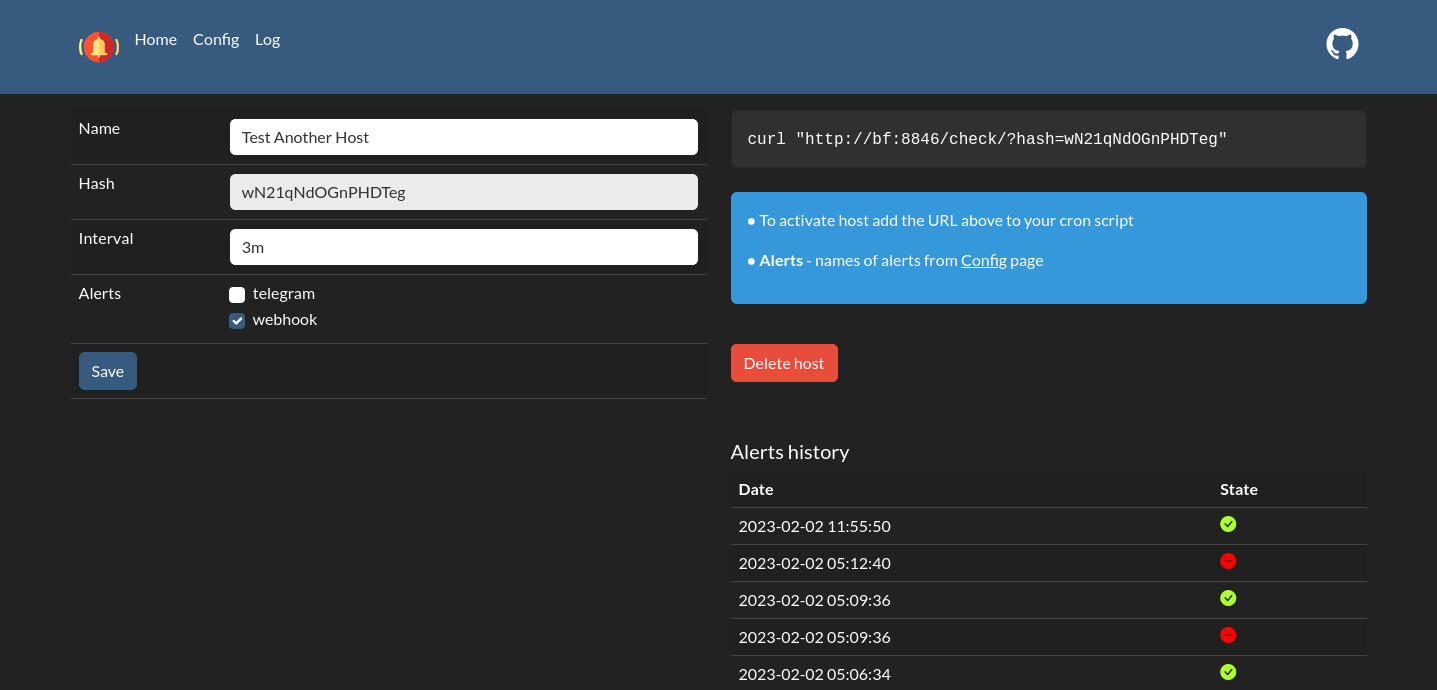 Home Config Log
Name
Test Another Host
Hash
wN21qNdOGnPHDTeg
Interval
3m
Alerts
telegram
webhook
Save
curl "http://bf:8846/check/?hash=wN21qNdOGnPHDTeg"
● To activate host add the URL above to your cron script
● Alerts - names of alerts from Config page
Delete host
Alerts history
Date State
2023-02-02 11:55:50
2023-02-02 05:12:40
2023-02-02 05:09:36
2023-02-02 05:09:36
2023-02-02 05:06:34